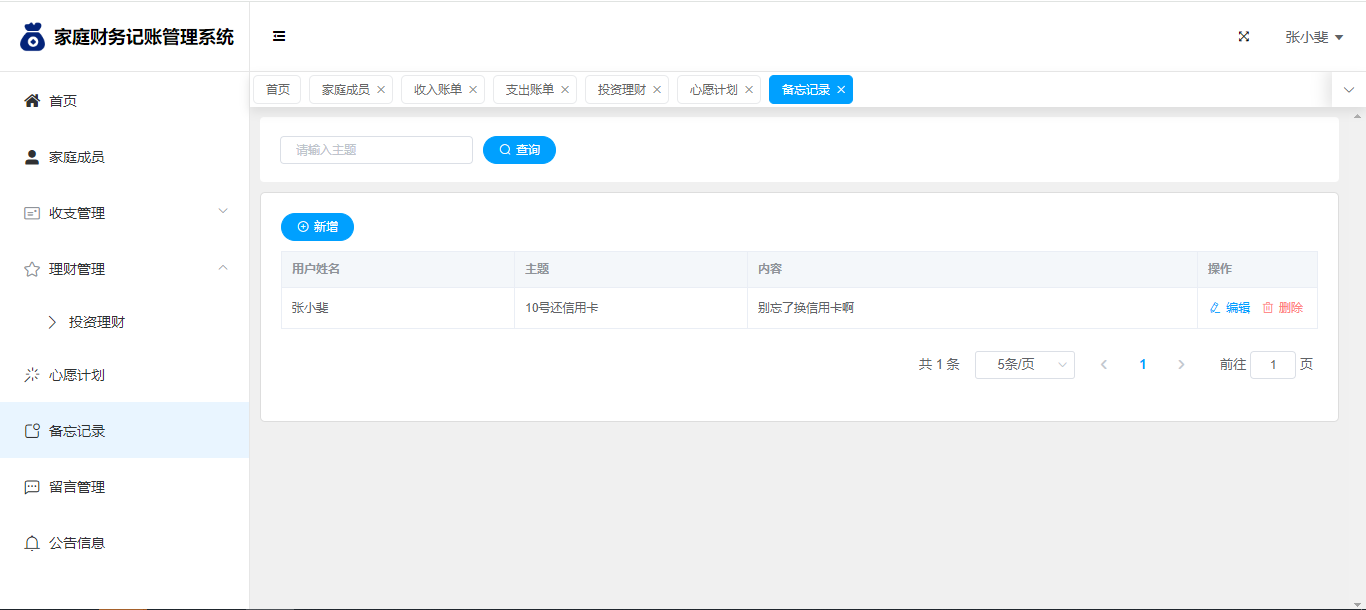 家庭财务记账管理系统
张小斐
首页
家庭成员
收入账单
支出账单
投资理财
心愿计划
备忘记录
首页
家庭成员
收支管理
理财管理
投资理财
心愿计划
备忘记录
留言管理
公告信息
请输入主题
查询
新增
用户姓名 主题 内容 操作
张小斐 10号还信用卡 别忘了换信用卡啊 编辑 删除
共 1 条 5条/页 1 前往 1 页